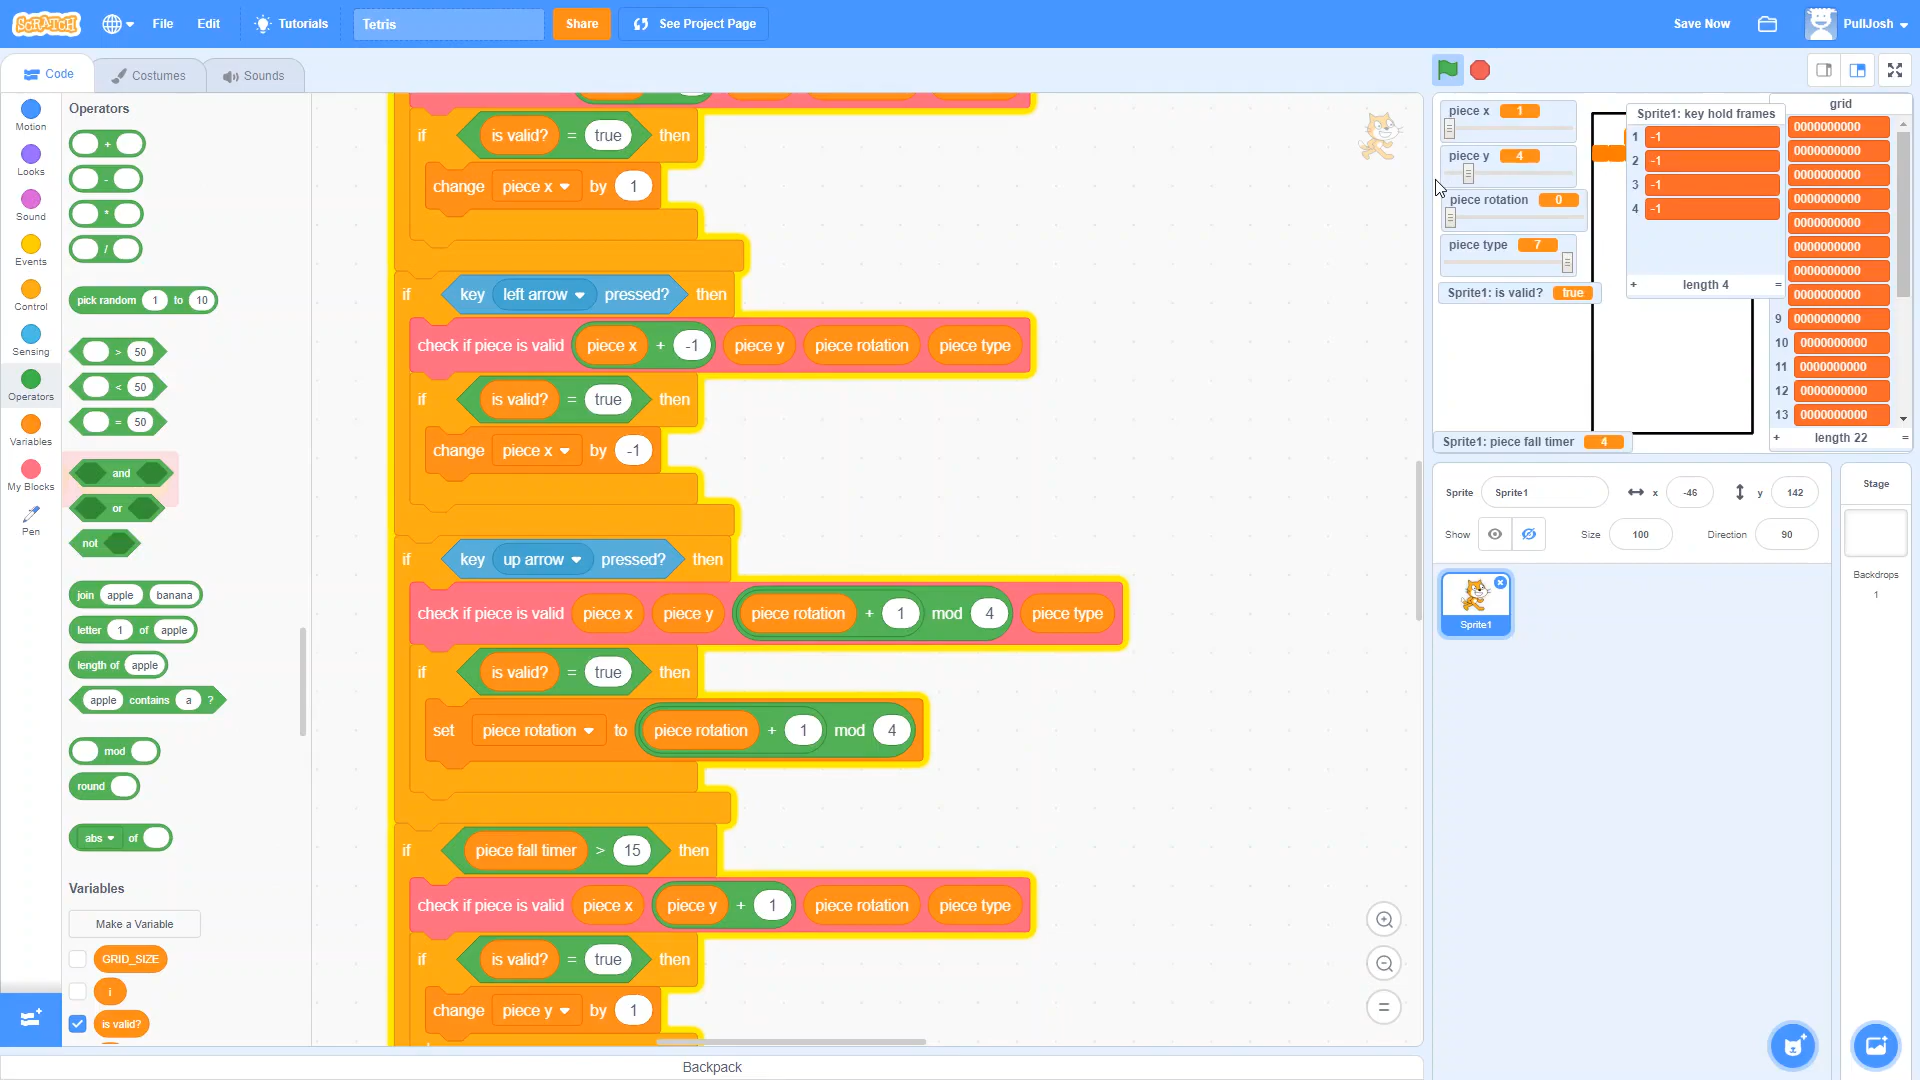 SCRATCH
File
Edit
Tutorials
Tetris
Share
See Project Page
Save Now
PullJosh
Code
Costumes
Sounds
Motion
Looks
Sound
Events
Control
Sensing
Operators
Variables
My Blocks
Pen
Operators
+
-
*
/
pick random 1 to 10
> 50
< 50
= 50
and
or
not
join apple banana
letter 1 of apple
length of apple
apple contains a ?
mod
round
abs of
Variables
Make a Variable
GRID_SIZE
i
is valid?
if is valid? = true then
change piece x by 1
if key left arrow pressed? then
check if piece is valid piece x + -1 piece y piece rotation piece type
if is valid? = true then
change piece x by -1
if key up arrow pressed? then
check if piece is valid piece x piece y piece rotation + 1 mod 4 piece type
if is valid? = true then
set piece rotation to piece rotation + 1 mod 4
if piece fall timer > 15 then
check if piece is valid piece x piece y + 1 piece rotation piece type
if is valid? = true then
change piece y by 1
Backpack
piece x 1
piece y 4
piece rotation 0
piece type 7
Sprite1: is valid? true
Sprite1: piece fall timer 4
Sprite1: key hold frames
1 -1
2 -1
3 -1
4 -1
+ length 4 =
grid
0000000000
0000000000
0000000000
0000000000
0000000000
0000000000
0000000000
0000000000
9 0000000000
10 0000000000
11 0000000000
12 0000000000
13 0000000000
+ length 22 =
Sprite Sprite1 x -46 y 142
Show Size 100 Direction 90
Sprite1
Stage
Backdrops
1